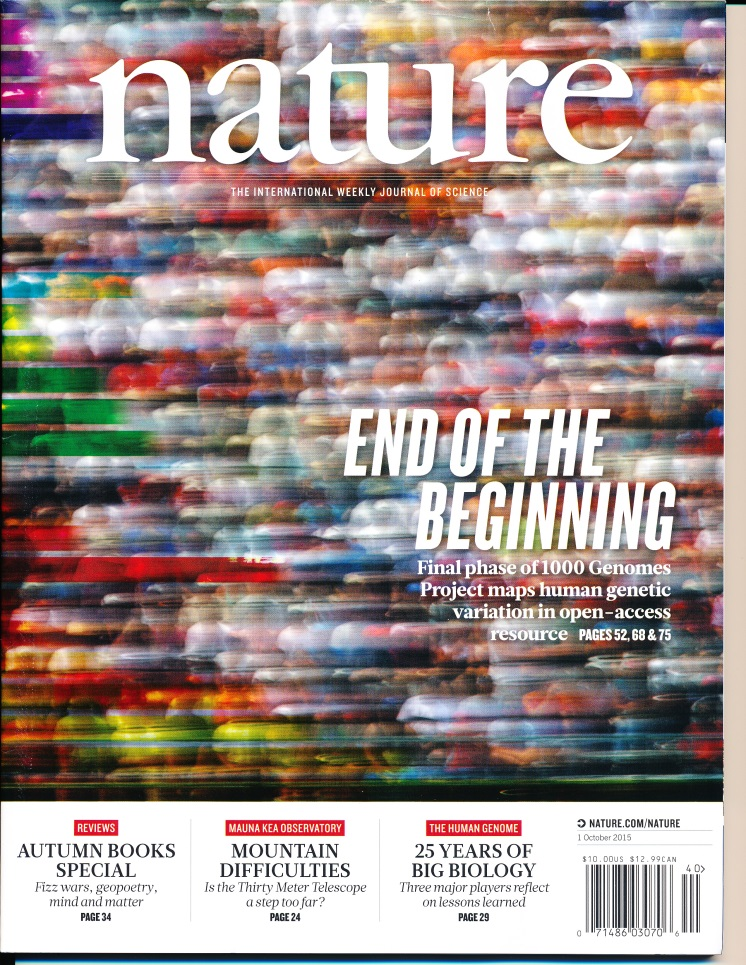 nature
THE INTERNATIONAL WEEKLY JOURNAL OF SCIENCE
END OF THE
BEGINNING
Final phase of 1000 Genomes
Project maps human genetic
variation in open-access
resource PAGES 52, 68 & 75
REVIEWS
AUTUMN BOOKS
SPECIAL
Fizz wars, geopoetry,
mind and matter
PAGE 34
MAUNA KEA OBSERVATORY
MOUNTAIN
DIFFICULTIES
Is the Thirty Meter Telescope
a step too far?
PAGE 24
THE HUMAN GENOME
25 YEARS OF
BIG BIOLOGY
Three major players reflect
on lessons learned
PAGE 29
NATURE.COM/NATURE
1 October 2015
$10.00US $12.99CAN
40>
0 71486 03070 6